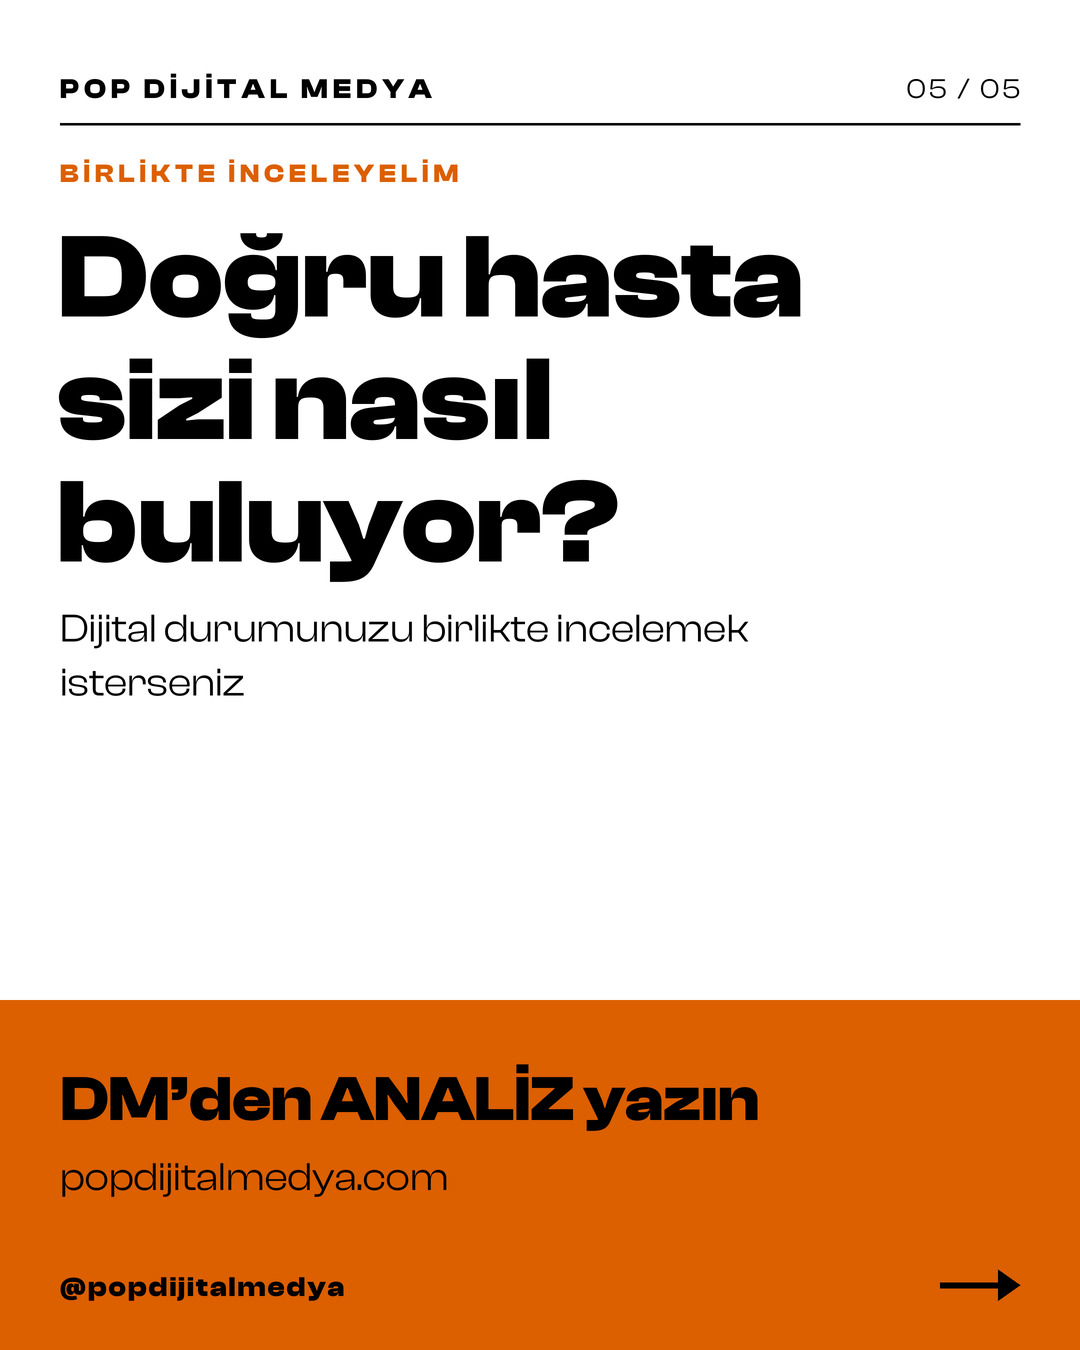 POP DİJİTAL MEDYA
05 / 05
BİRLİKTE İNCELEYELİM
Doğru hasta
sizi nasıl
buluyor?
Dijital durumunuzu birlikte incelemek
isterseniz
DM’den ANALİZ yazın
popdijitalmedya.com
@popdijitalmedya